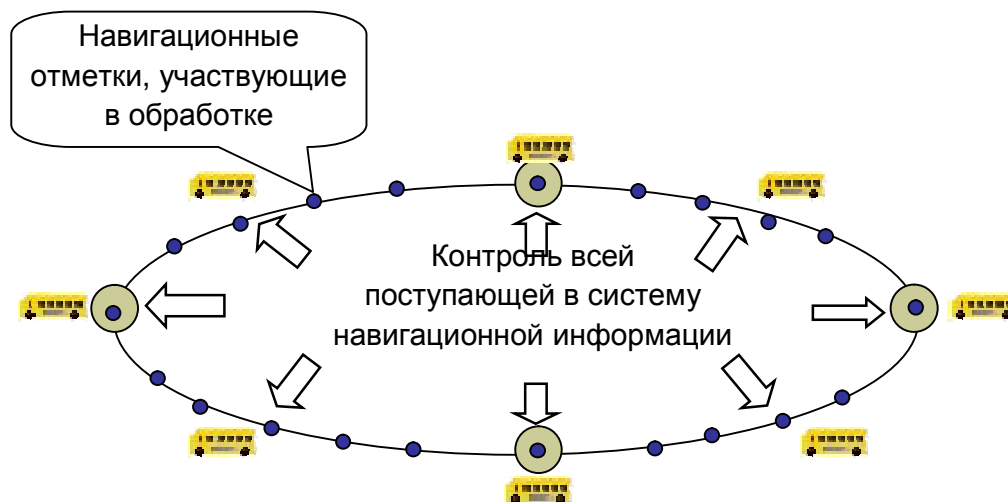 Навигационные
отметки, участвующие
в обработке
Контроль всей
поступающей в систему
навигационной информации